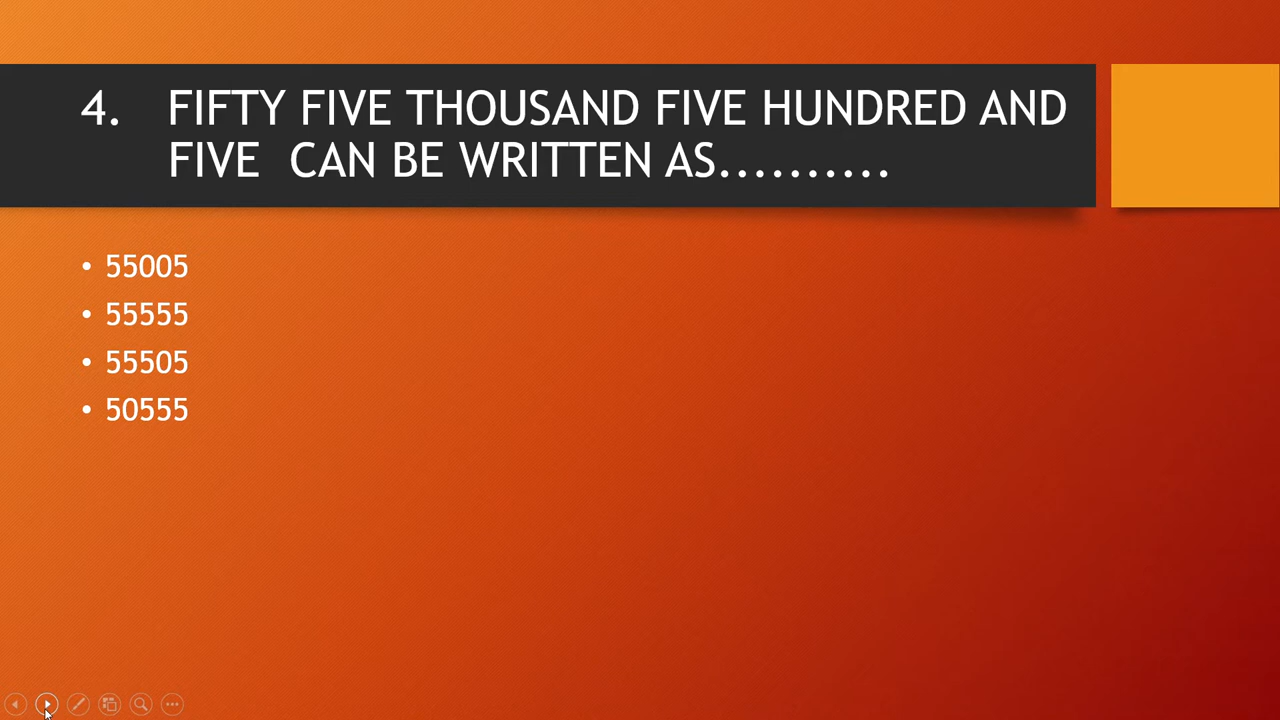 4. FIFTY FIVE THOUSAND FIVE HUNDRED AND
FIVE CAN BE WRITTEN AS..........
• 55005
• 55555
• 55505
• 50555